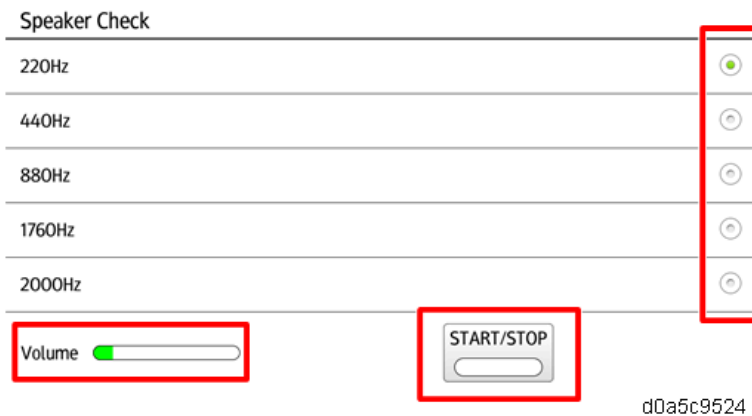 Speaker Check
220Hz
440Hz
880Hz
1760Hz
2000Hz
Volume
START/STOP
d0a5c9524